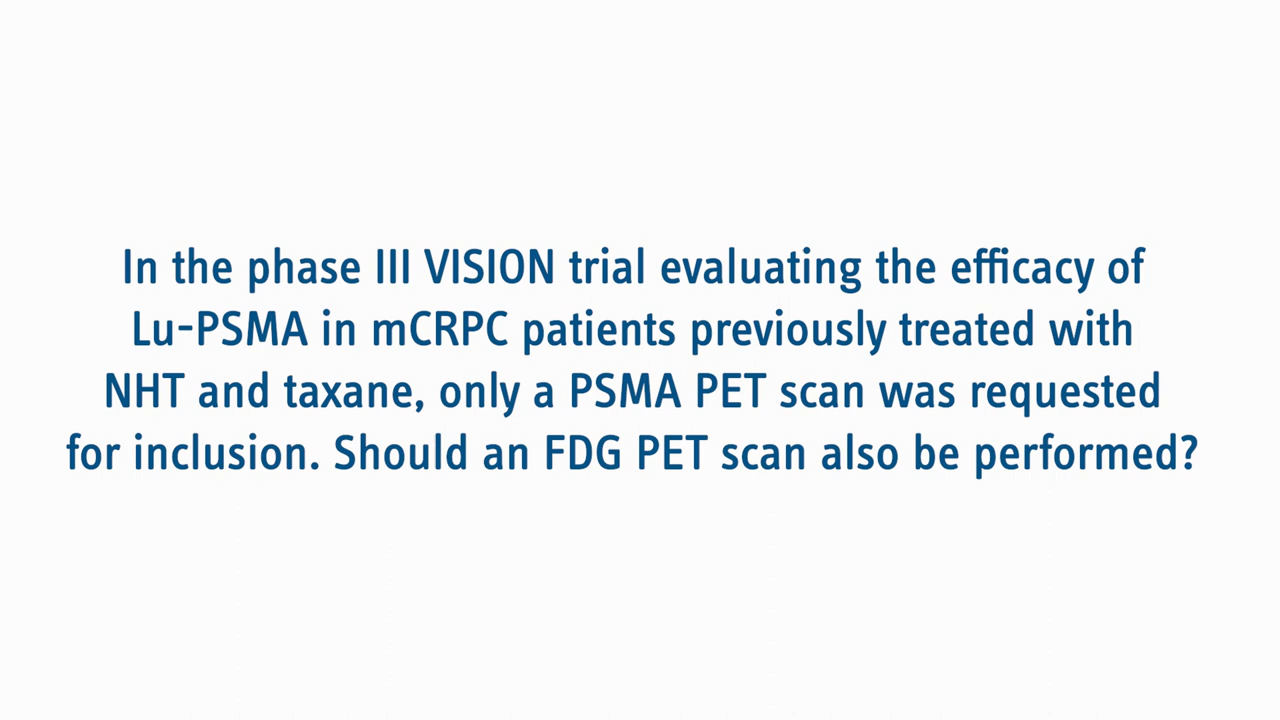 In the phase III VISION trial evaluating the efficacy of
Lu-PSMA in mCRPC patients previously treated with
NHT and taxane, only a PSMA PET scan was requested
for inclusion. Should an FDG PET scan also be performed?